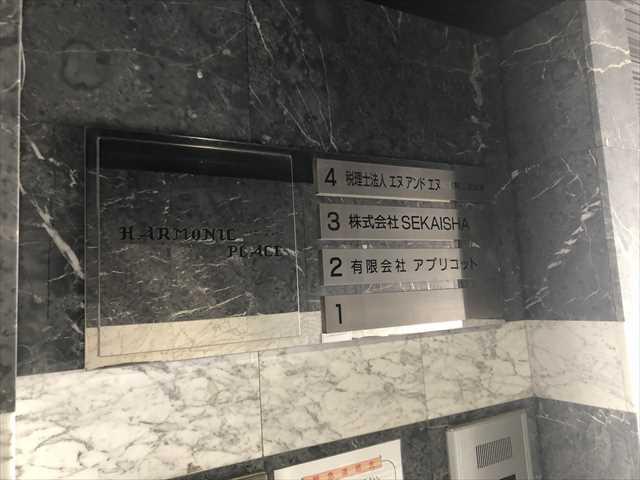 HARMONIC
PLACE
4 税理士法人 エヌ アンド エヌ
3 株式会社 SEKAISHA
2 有限会社 アプリコット
1